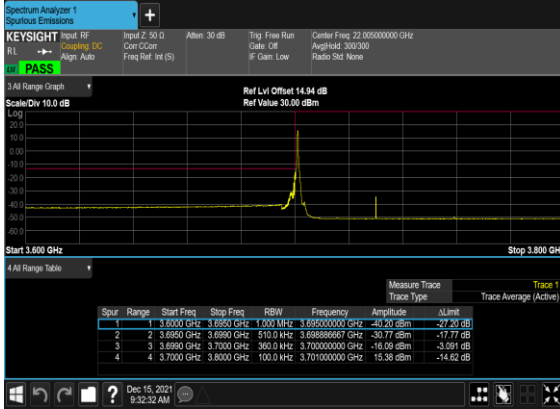 Spectrum Analyzer 1
Spurious Emissions
+
KEYSIGHT Input: RF Input Z: 50 Ω Atten: 30 dB Trig: Free Run Center Freq: 22.005000000 GHz
RL Coupling: DC Corr CCorr Gate: Off Avg|Hold: 300/300
Align: Auto Freq Ref: Int (S) IF Gain: Low Radio Std: None
PASS
3 All Range Graph Ref Lvl Offset 14.94 dB
Scale/Div 10.0 dB Ref Value 30.00 dBm
Log
20.0
10.0
0.00
-10.0
-20.0
-30.0
-40.0
-50.0
-60.0
Start 3.600 GHz Stop 3.800 GH
4 All Range Table
Measure Trace Trace 1
Trace Type Trace Average (Active)
Spur Range Start Freq Stop Freq RBW Frequency Amplitude ΔLimit
1 1 3.6000 GHz 3.6950 GHz 1.000 MHz 3.695000000 GHz -40.20 dBm -27.20 dB
2 2 3.6950 GHz 3.6990 GHz 510.0 kHz 3.698886667 GHz -30.77 dBm -17.77 dB
3 3 3.6990 GHz 3.7000 GHz 360.0 kHz 3.700000000 GHz -16.09 dBm -3.091 dB
4 4 3.7000 GHz 3.8000 GHz 100.0 kHz 3.701000000 GHz 15.38 dBm -14.62 dB
? Dec 15, 2021
9:32:32 AM